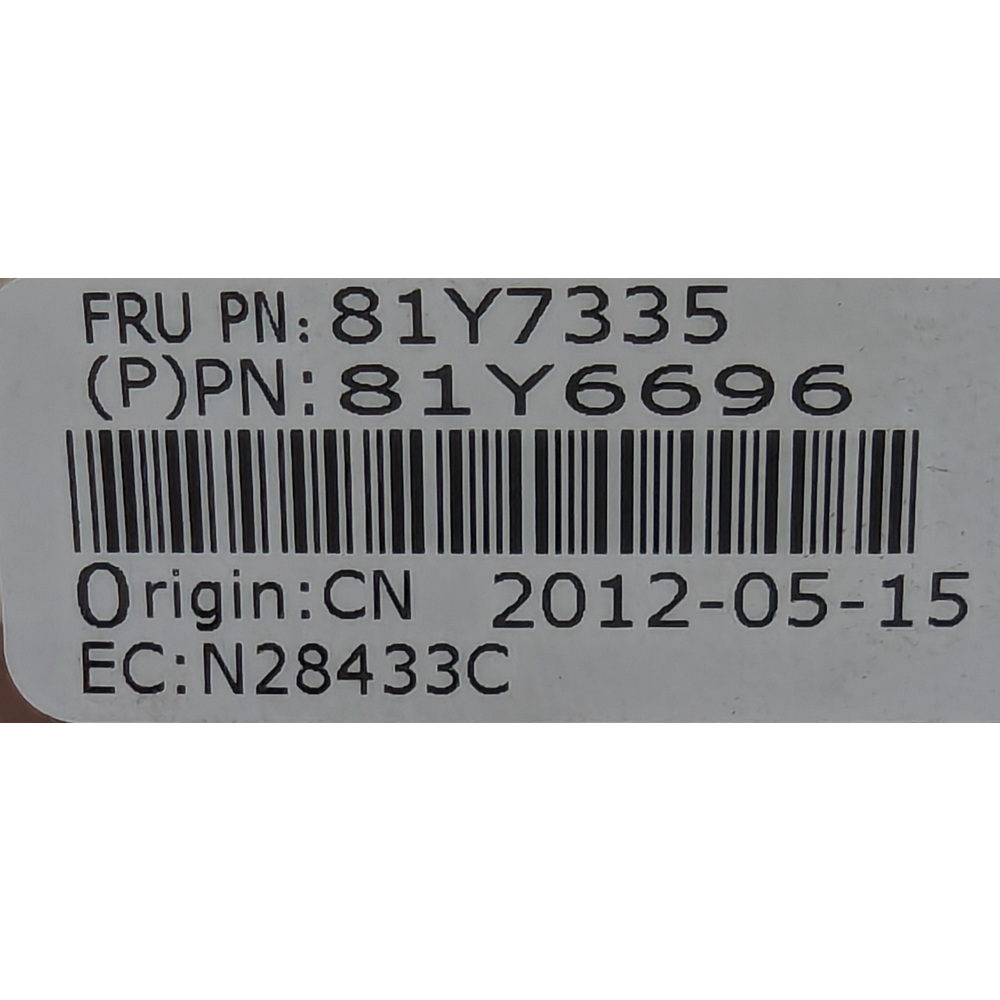 FRU PN: 81Y7335
(P)PN: 81Y6696
Origin:CN 2012-05-15
EC:N28433C